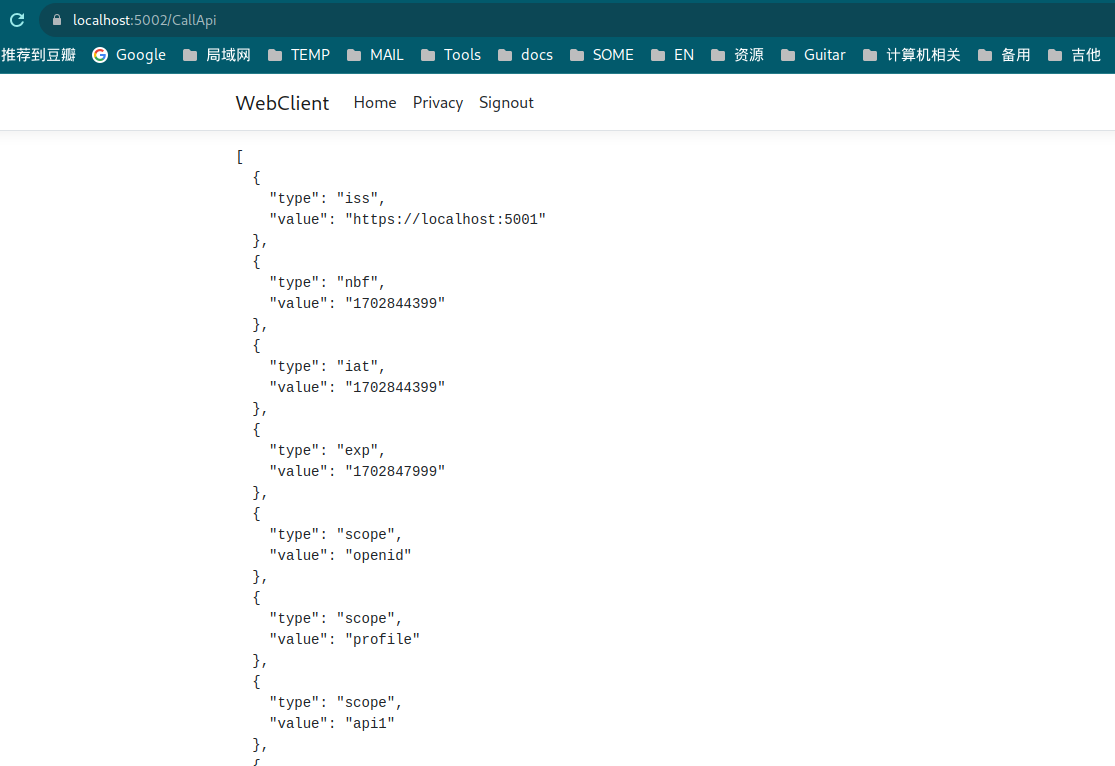 localhost:5002/CallApi
推荐到豆瓣 Google 局域网 TEMP MAIL Tools docs SOME EN 资源 Guitar 计算机相关 备用 吉他
WebClient Home Privacy Signout
[
{
"type": "iss",
"value": "https://localhost:5001"
},
{
"type": "nbf",
"value": "1702844399"
},
{
"type": "iat",
"value": "1702844399"
},
{
"type": "exp",
"value": "1702847999"
},
{
"type": "scope",
"value": "openid"
},
{
"type": "scope",
"value": "profile"
},
{
"type": "scope",
"value": "api1"
},
{